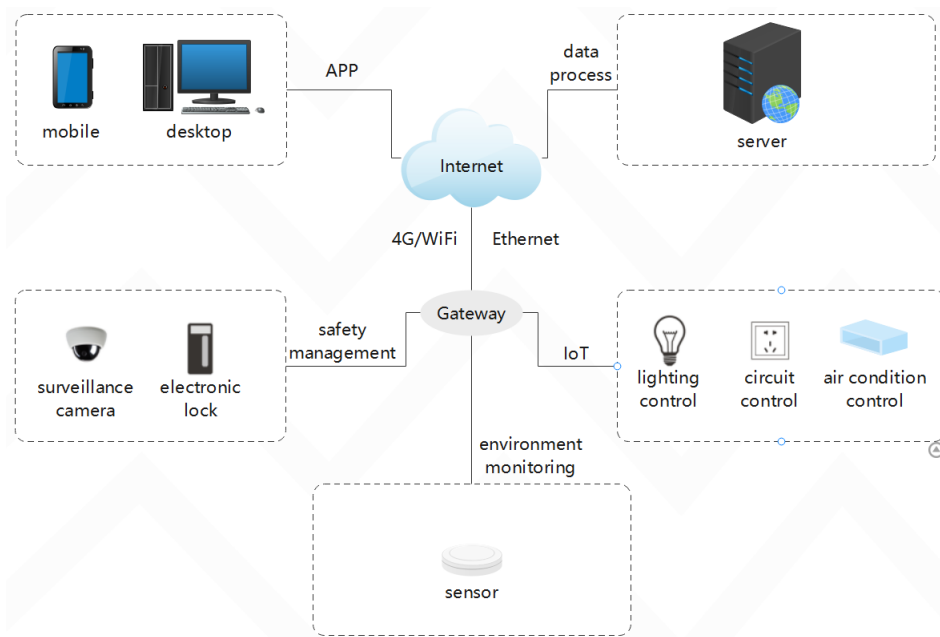 APP
data
process
mobile
desktop
server
Internet
4G/WiFi
Ethernet
Gateway
safety
management
IoT
surveillance
camera
electronic
lock
lighting
control
circuit
control
air condition
control
environment
monitoring
sensor